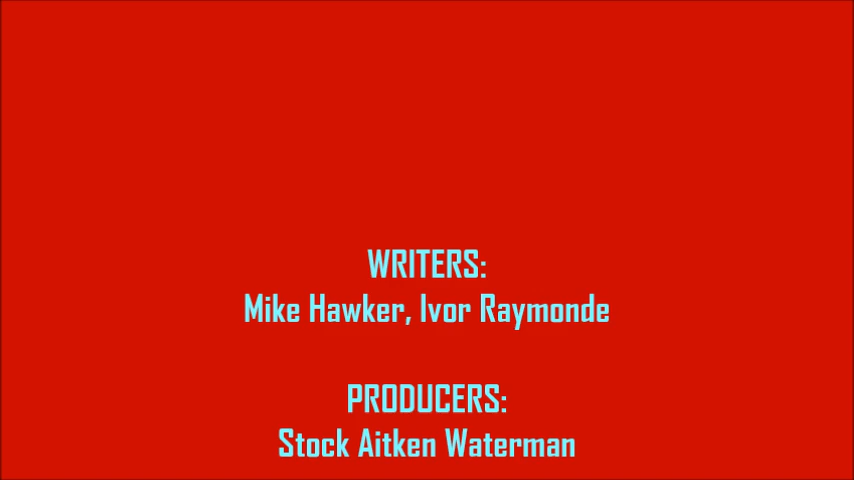 WRITERS:
Mike Hawker, Ivor Raymonde
PRODUCERS:
Stock Aitken Waterman